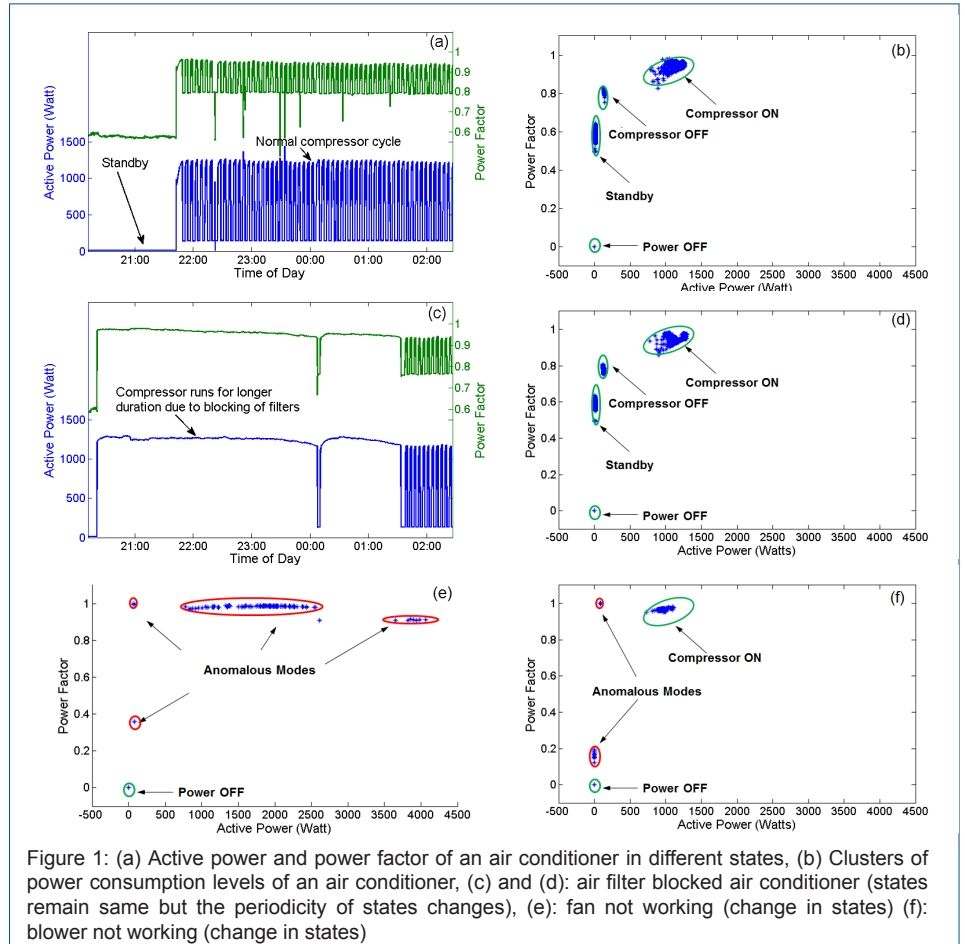 (a)
1
0.9
0.8
0.7
0.6
Power Factor
1500
1000
500
0
Active Power (Watt)
Normal compressor cycle
Standby
21:00 22:00 23:00 00:00 01:00 02:00
Time of Day
(b)
1
0.8
0.6
0.4
0.2
0
Power Factor
Compressor ON
Compressor OFF
Standby
Power OFF
-500 0 500 1000 1500 2000 2500 3000 3500 4000 4500
Active Power (Watt)
(c)
1
0.9
0.8
0.7
0.6
Power Factor
1500
1000
500
0
Active Power (Watt)
Compressor runs for longer
duration due to blocking of filters
21:00 22:00 23:00 00:00 01:00 02:00
Time of Day
(d)
1
0.8
0.6
0.4
0.2
0
Power Factor
Compressor ON
Compressor OFF
Standby
Power OFF
-500 0 500 1000 1500 2000 2500 3000 3500 4000 4500
Active Power (Watts)
(e)
1
0.8
0.6
0.4
0.2
0
Power Factor
Anomalous Modes
Power OFF
-500 0 500 1000 1500 2000 2500 3000 3500 4000 4500
Active Power (Watt)
(f)
1
0.8
0.6
0.4
0.2
0
Power Factor
Compressor ON
Anomalous Modes
Power OFF
-500 0 500 1000 1500 2000 2500 3000 3500 4000 4500
Active Power (Watts)
Figure 1: (a) Active power and power factor of an air conditioner in different states, (b) Clusters of
power consumption levels of an air conditioner, (c) and (d): air filter blocked air conditioner (states
remain same but the periodicity of states changes), (e): fan not working (change in states) (f):
blower not working (change in states)